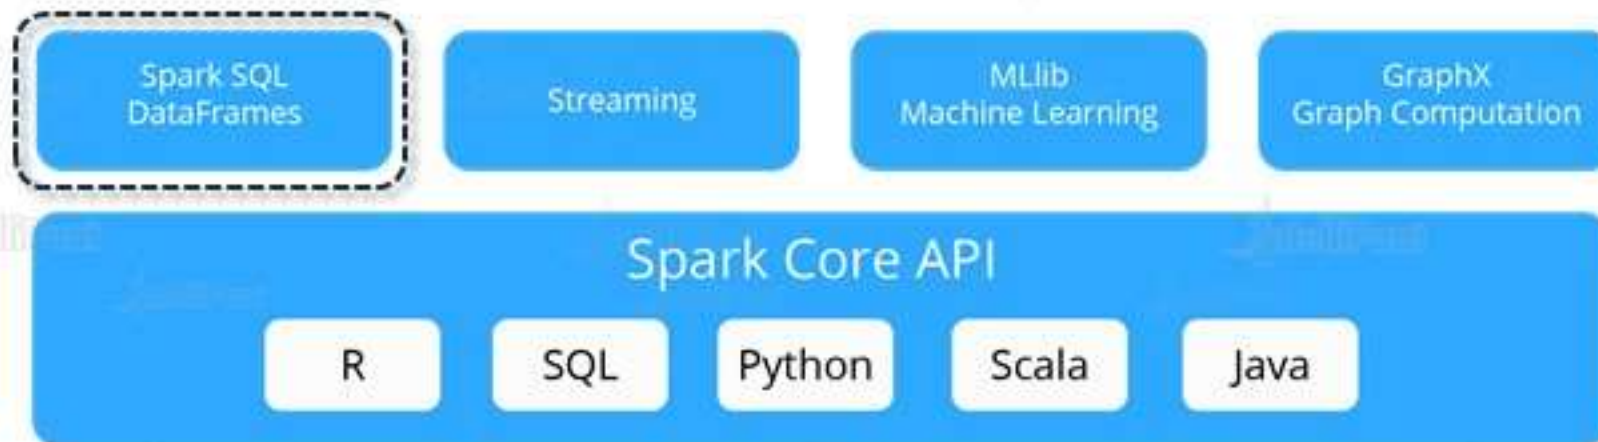 Spark SQL
DataFrames
Streaming
MLlib
Machine Learning
GraphX
Graph Computation
Spark Core API
R
SQL
Python
Scala
Java